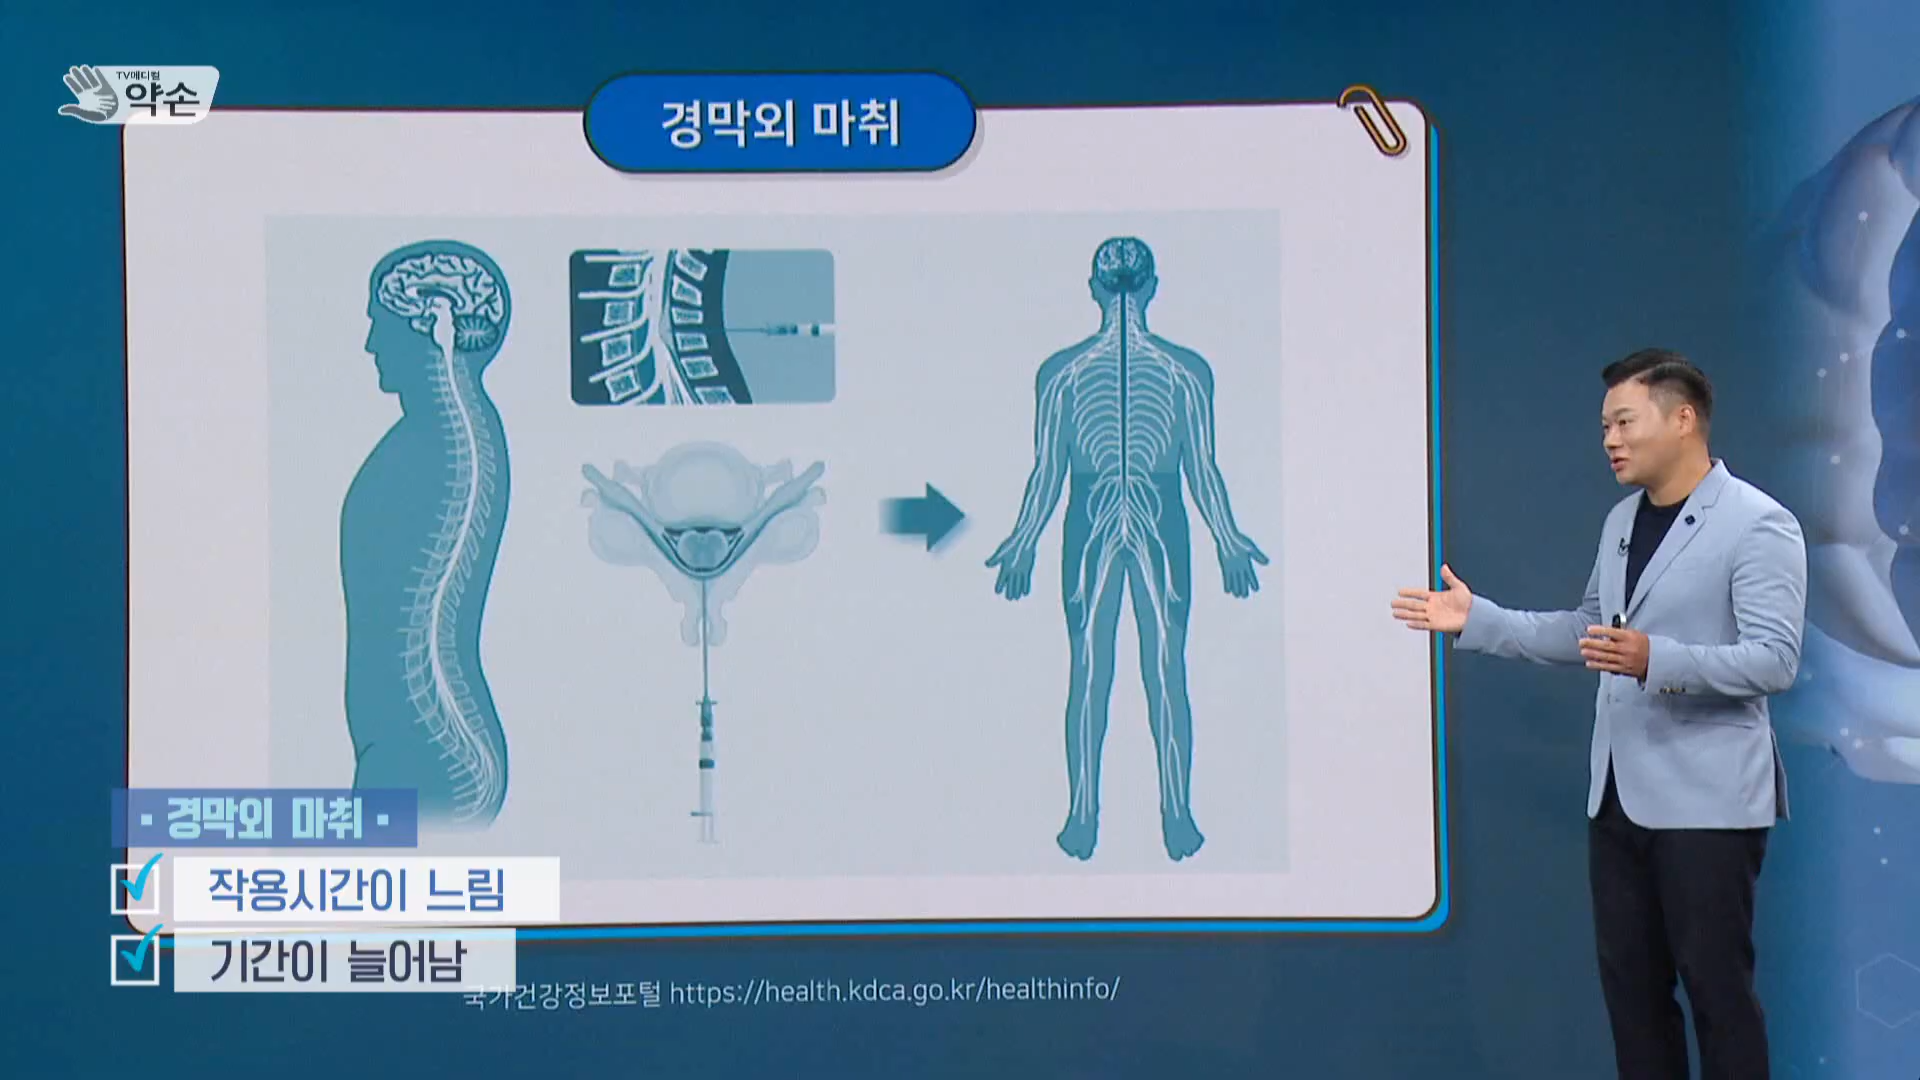 TV메디컬
약손
경막외 마취
· 경막외 마취 ·
작용시간이 느림
기간이 늘어남
국가건강정보포털 https://health.kdca.go.kr/healthinfo/